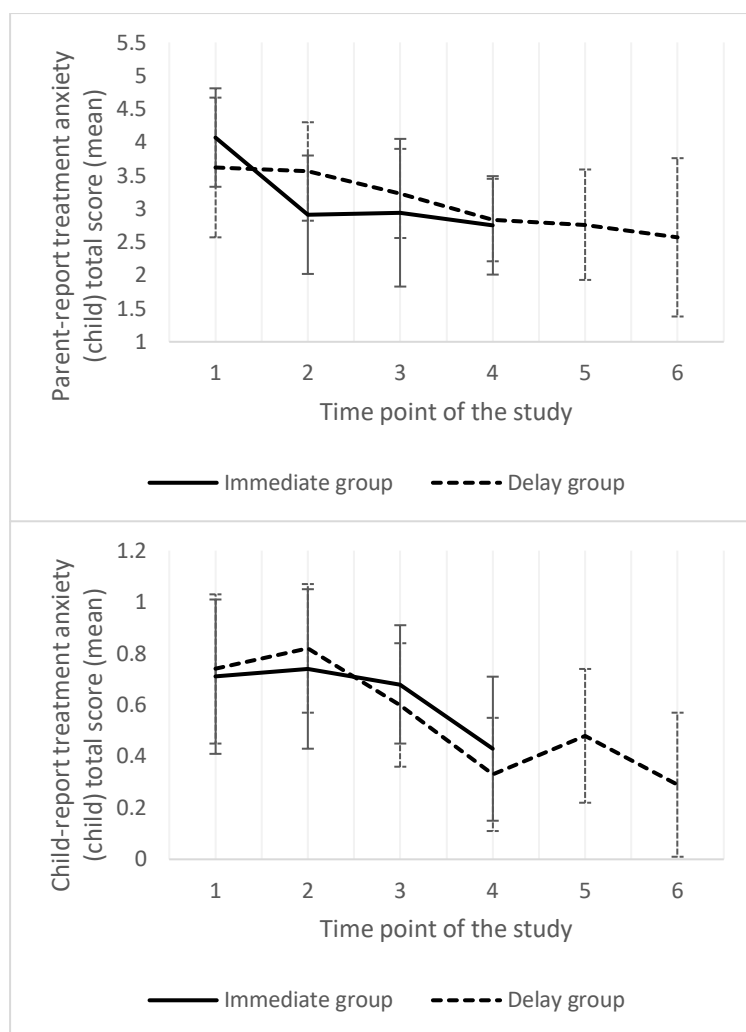 Parent-report treatment anxiety
(child) total score (mean)
5.5
5
4.5
4
3.5
3
2.5
2
1.5
1
1 2 3 4 5 6
Time point of the study
Immediate group Delay group
Child-report treatment anxiety
(child) total score (mean)
1.2
1
0.8
0.6
0.4
0.2
0
1 2 3 4 5 6
Time point of the study
Immediate group Delay group